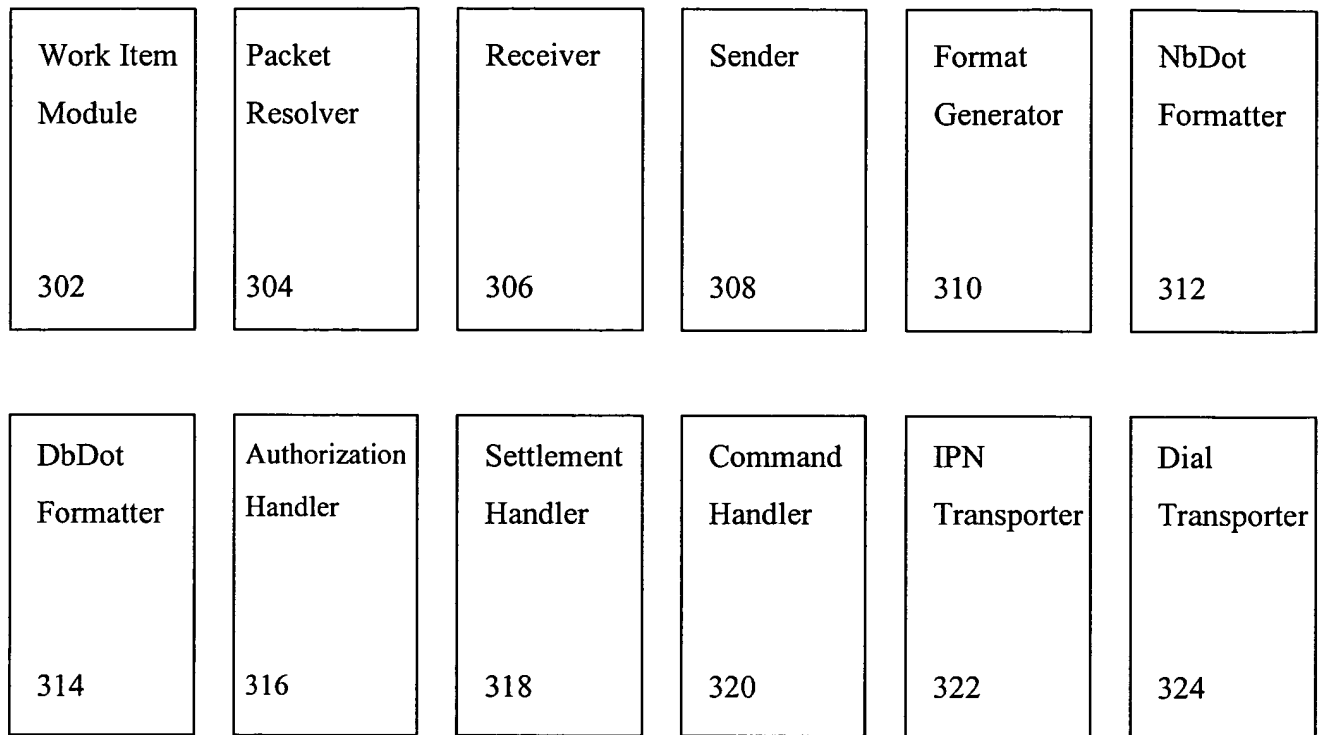 Work Item
Module
302
Packet
Resolver
304
Receiver
306
Sender
308
Format
Generator
310
NbDot
Formatter
312
DbDot
Formatter
314
Authorization
Handler
316
Settlement
Handler
318
Command
Handler
320
IPN
Transporter
322
Dial
Transporter
324